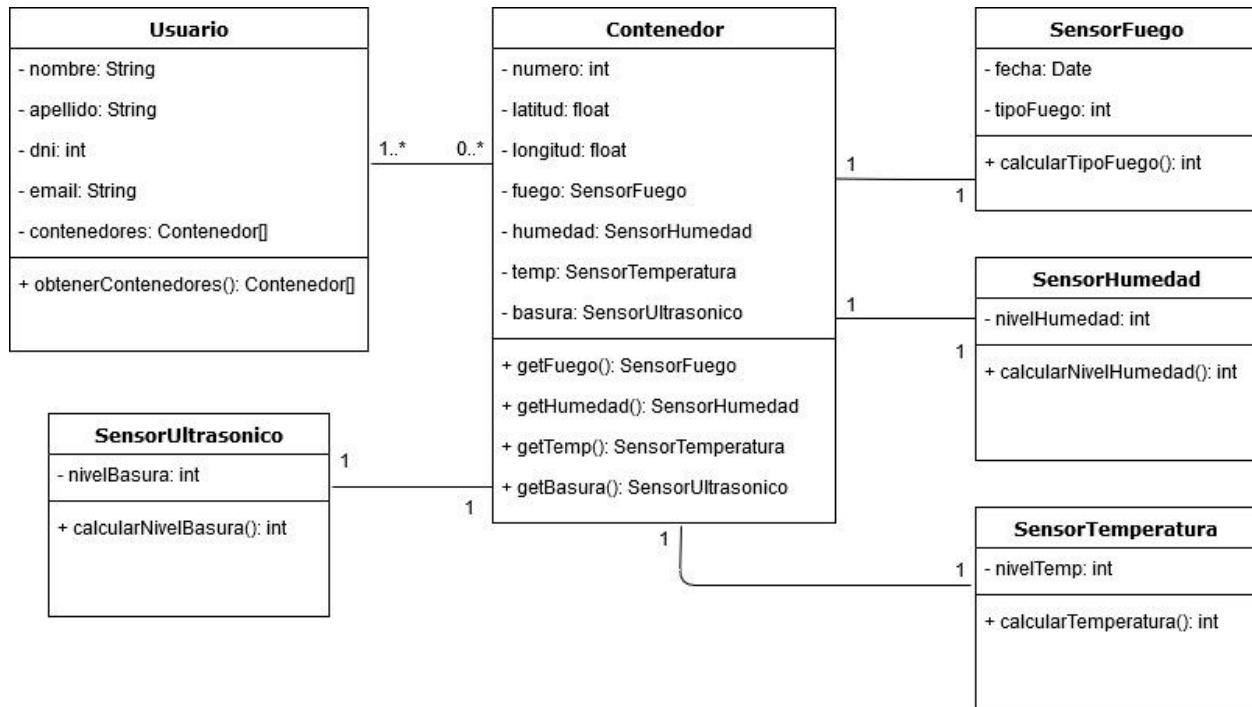 Usuario
- nombre: String
- apellido: String
- dni: int
- email: String
- contenedores: Contenedor[]
+ obtenerContenedores(): Contenedor[]
1..*
0..*
Contenedor
- numero: int
- latitud: float
- longitud: float
- fuego: SensorFuego
- humedad: SensorHumedad
- temp: SensorTemperatura
- basura: SensorUltrasonico
+ getFuego(): SensorFuego
+ getHumedad(): SensorHumedad
+ getTemp(): SensorTemperatura
+ getBasura(): SensorUltrasonico
1
1
SensorFuego
- fecha: Date
- tipoFuego: int
+ calcularTipoFuego(): int
1
1
SensorHumedad
- nivelHumedad: int
+ calcularNivelHumedad(): int
SensorUltrasonico
- nivelBasura: int
+ calcularNivelBasura(): int
1
1
1
1
SensorTemperatura
- nivelTemp: int
+ calcularTemperatura(): int